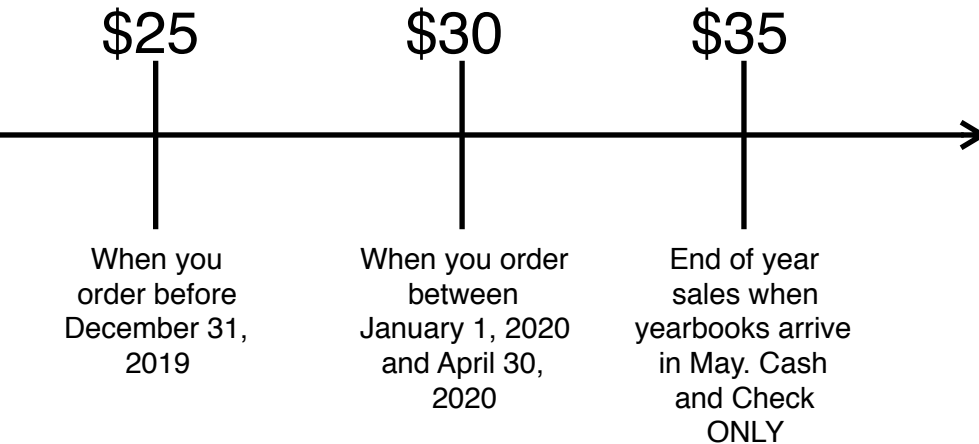 $25
When you
order before
December 31,
2019
$30
When you order
between
January 1, 2020
and April 30,
2020
$35
End of year
sales when
yearbooks arrive
in May. Cash
and Check
ONLY